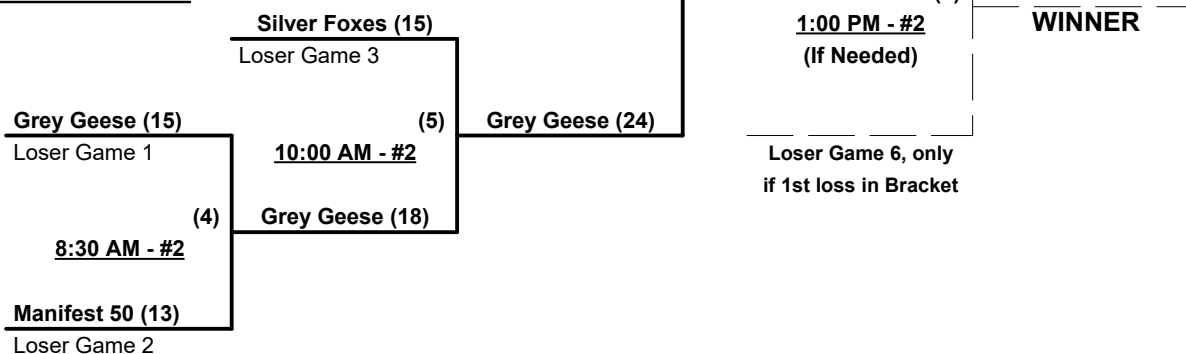 Silver Foxes (15)
Loser Game 3
1:00 PM - #2
WINNER
(If Needed)
Grey Geese (15)
Loser Game 1
(5)
10:00 AM - #2
Grey Geese (24)
Loser Game 6, only
if 1st loss in Bracket
(4)
8:30 AM - #2
Grey Geese (18)
Manifest 50 (13)
Loser Game 2